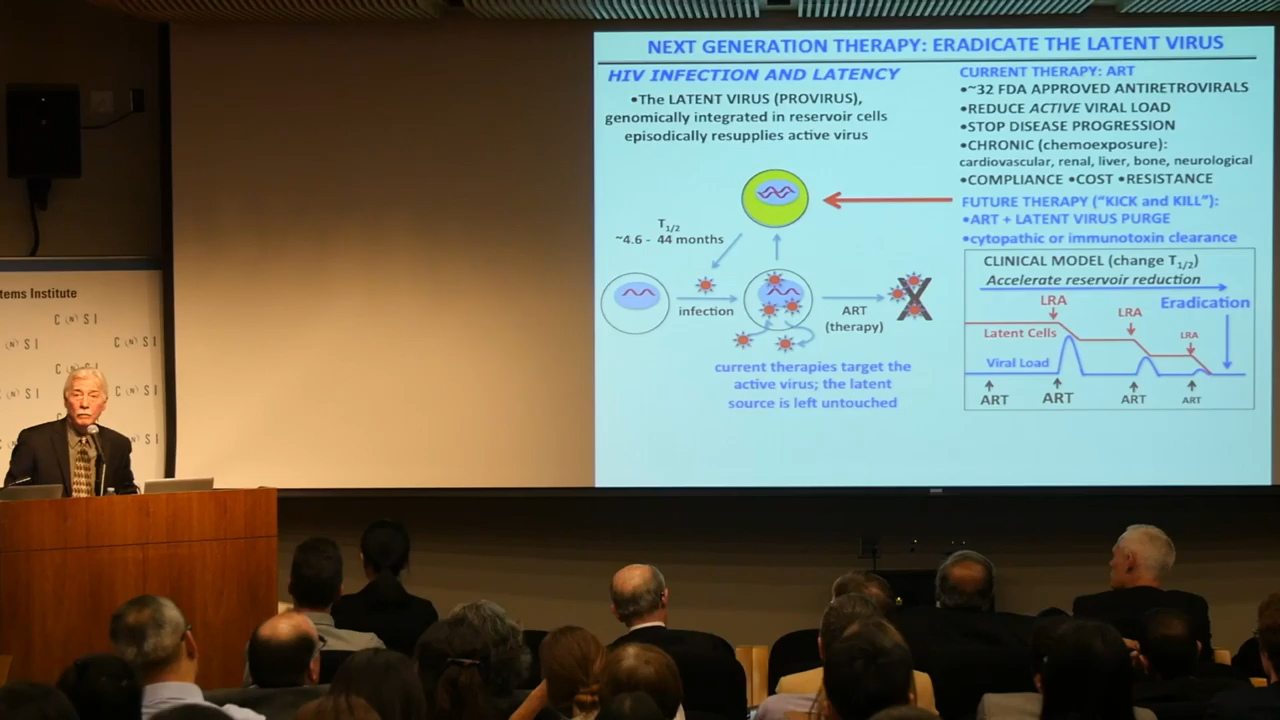 NEXT GENERATION THERAPY: ERADICATE THE LATENT VIRUS
HIV INFECTION AND LATENCY
•The LATENT VIRUS (PROVIRUS),
genomically integrated in reservoir cells
episodically resupplies active virus
T1/2
~4.6 - 44 months
infection
ART
(therapy)
current therapies target the
active virus; the latent
source is left untouched
CURRENT THERAPY: ART
•~32 FDA APPROVED ANTIRETROVIRALS
•REDUCE ACTIVE VIRAL LOAD
•STOP DISEASE PROGRESSION
•CHRONIC (chemoexposure):
cardiovascular, renal, liver, bone, neurological
•COMPLIANCE •COST •RESISTANCE
FUTURE THERAPY ("KICK and KILL"):
•ART + LATENT VIRUS PURGE
•cytopathic or immunotoxin clearance
CLINICAL MODEL (change T1/2)
Accelerate reservoir reduction
LRA
Eradication
LRA
Latent Cells
LRA
Viral Load
ART
ART
ART
ART
tems Institute
C (N) S I
(N) S I
C (N) S I
C (N) S I
(N) S I
C (N) S I